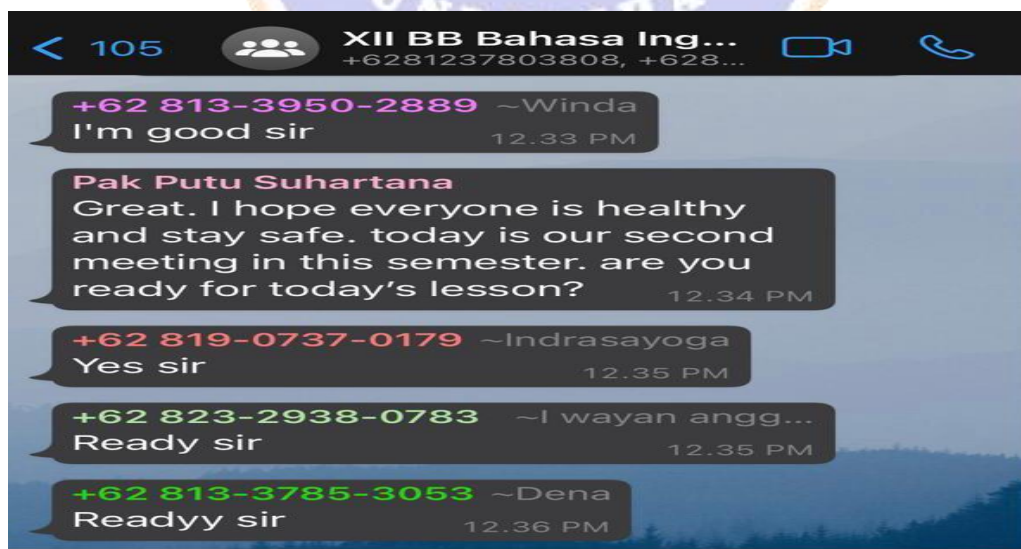 105
XII BB Bahasa Ing...
+6281237803808, +628...
+62 813-3950-2889 ~Winda
I'm good sir
12.33 PM
Pak Putu Suhartana
Great. I hope everyone is healthy
and stay safe. today is our second
meeting in this semester. are you
ready for today's lesson?
12.34 PM
+62 819-0737-0179 ~Indrasayoga
Yes sir
12.35 PM
+62 823-2938-0783 ~I wayan angg...
Ready sir
12.35 PM
+62 813-3785-3053 ~Dena
Readyy sir
12.36 PM